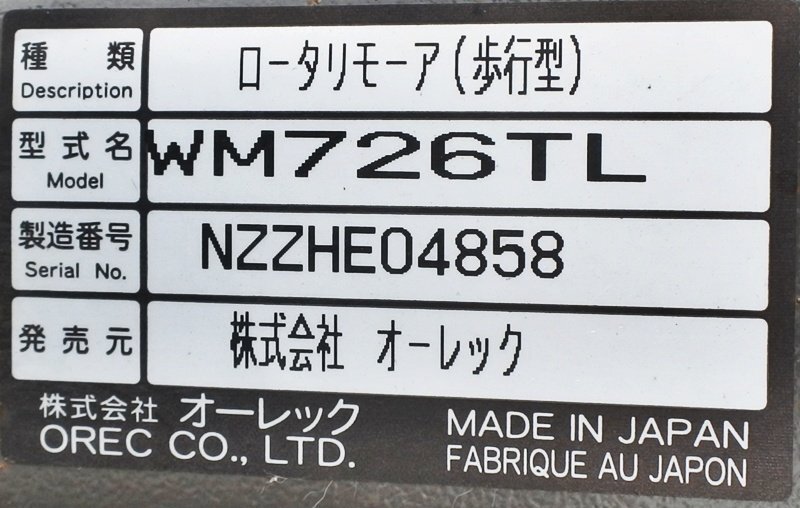 種 類 ロータリモーア(歩行型)
Description
型式名 WM726TL
Model
製造番号 NZZHE04858
Serial No.
発売元 株式会社 オーレック
株式会社 オーレック
OREC CO., LTD.
MADE IN JAPAN
FABRIQUE AU JAPON